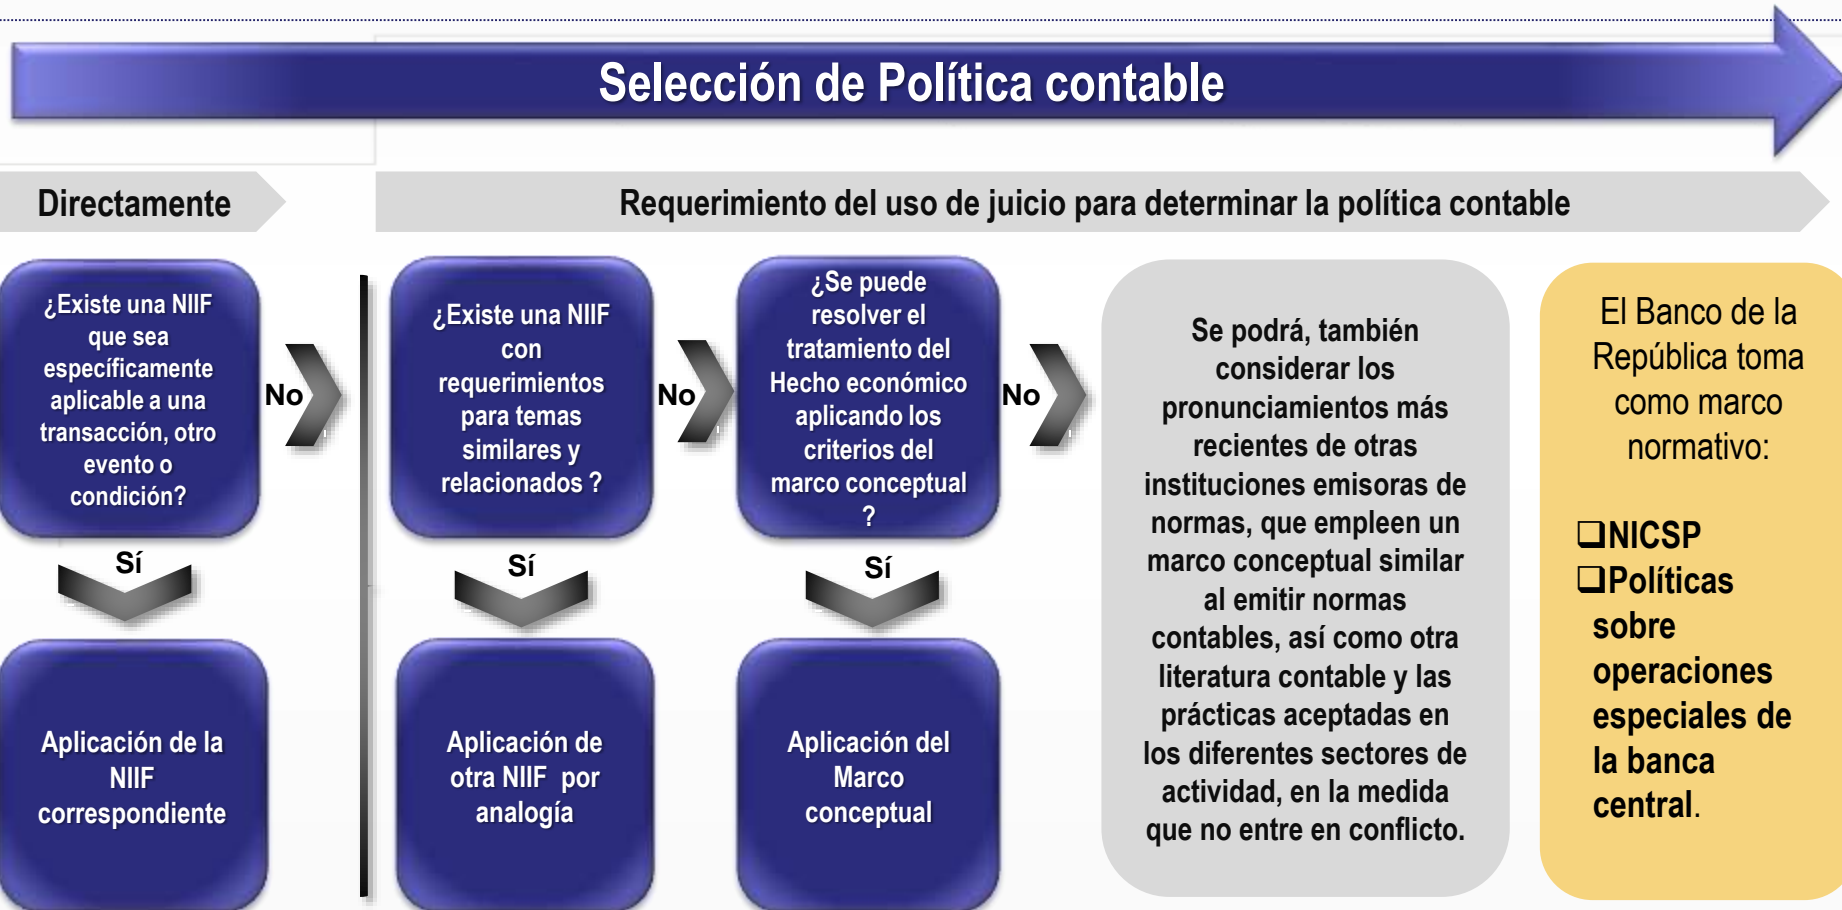 Selección de Política contable
Directamente
Requerimiento del uso de juicio para determinar la política contable
¿Existe una NIIF
que sea
específicamente
aplicable a una
transacción, otro
evento o
condición?
No
Sí
Aplicación de la
NIIF
correspondiente
¿Existe una NIIF
con
requerimientos
para temas
similares y
relacionados ?
No
Sí
Aplicación de
otra NIIF por
analogía
¿Se puede
resolver el
tratamiento del
Hecho económico
aplicando los
criterios del
marco conceptual
?
No
Sí
Aplicación del
Marco
conceptual
Se podrá, también
considerar los
pronunciamientos más
recientes de otras
instituciones emisoras de
normas, que empleen un
marco conceptual similar
al emitir normas
contables, así como otra
literatura contable y las
prácticas aceptadas en
los diferentes sectores de
actividad, en la medida
que no entre en conflicto.
El Banco de la
República toma
como marco
normativo:
❑NICSP
❑Políticas
sobre
operaciones
especiales de
la banca
central.